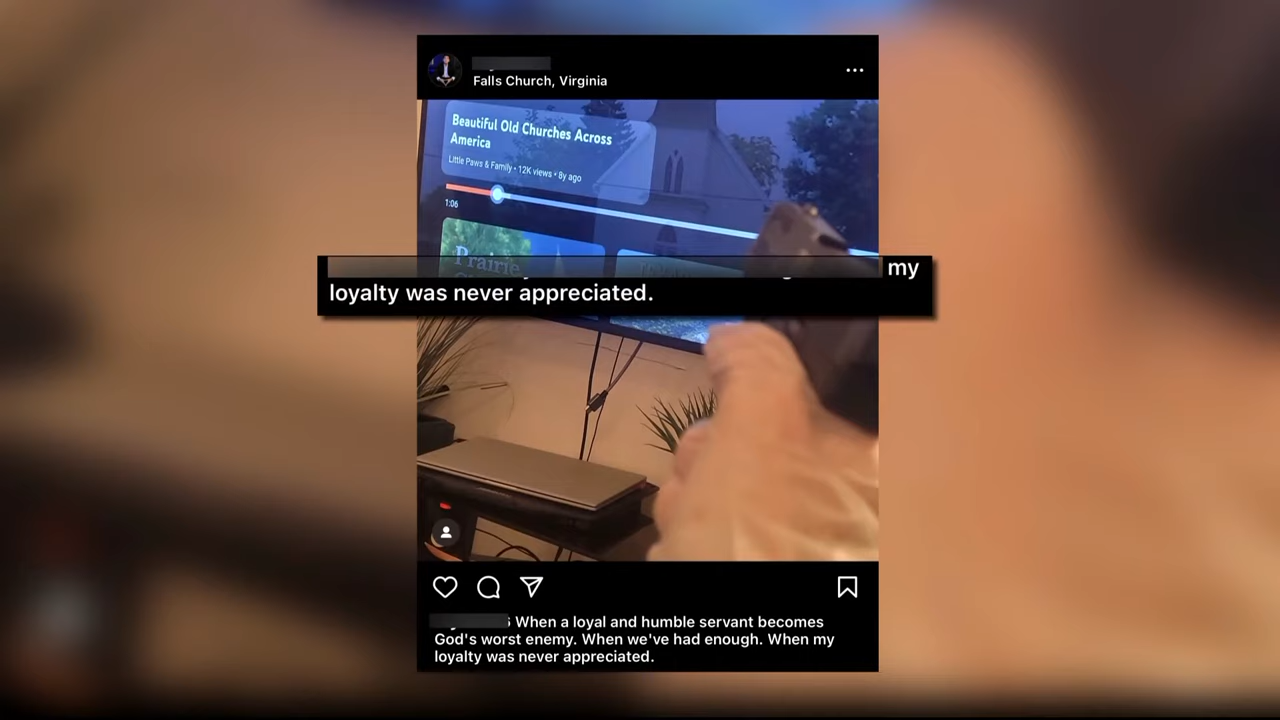 Falls Church, Virginia
Beautiful Old Churches Across
America
Little Paws & Family • 12K views • 8y ago
1:06
Prairie
my
loyalty was never appreciated.
When a loyal and humble servant becomes
God's worst enemy. When we've had enough. When my
loyalty was never appreciated.